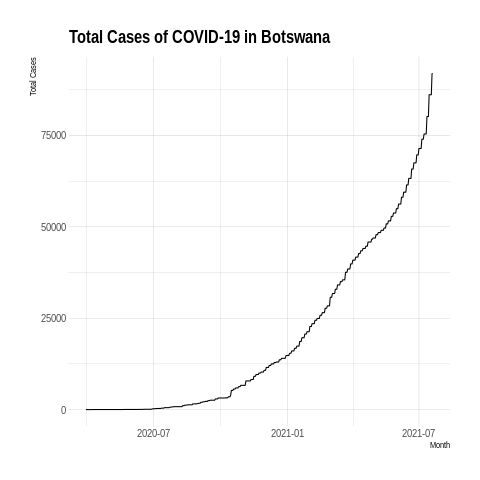 Total Cases of COVID-19 in Botswana
Total Cases
75000
50000
25000
0
2020-07
2021-01
2021-07
Month